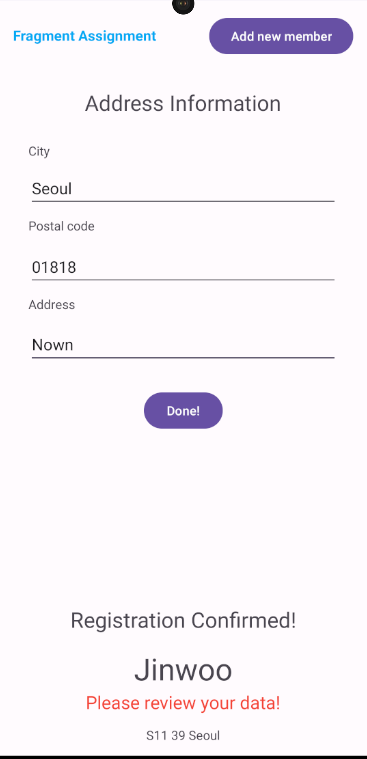 Fragment Assignment
Add new member
Address Information
City
Seoul
Postal code
01818
Address
Nown
Done!
Registration Confirmed!
Jinwoo
Please review your data!
S11 39 Seoul